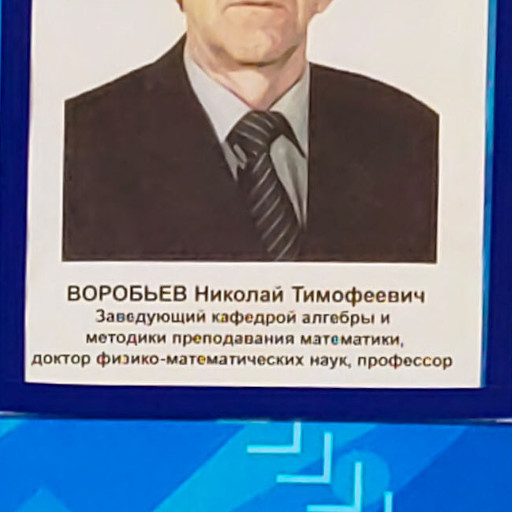 ВОРОБЬЕВ Николай Тимофеевич
Заведующий кафедрой алгебры и
методики преподавания математики,
доктор физико-математических наук, профессор